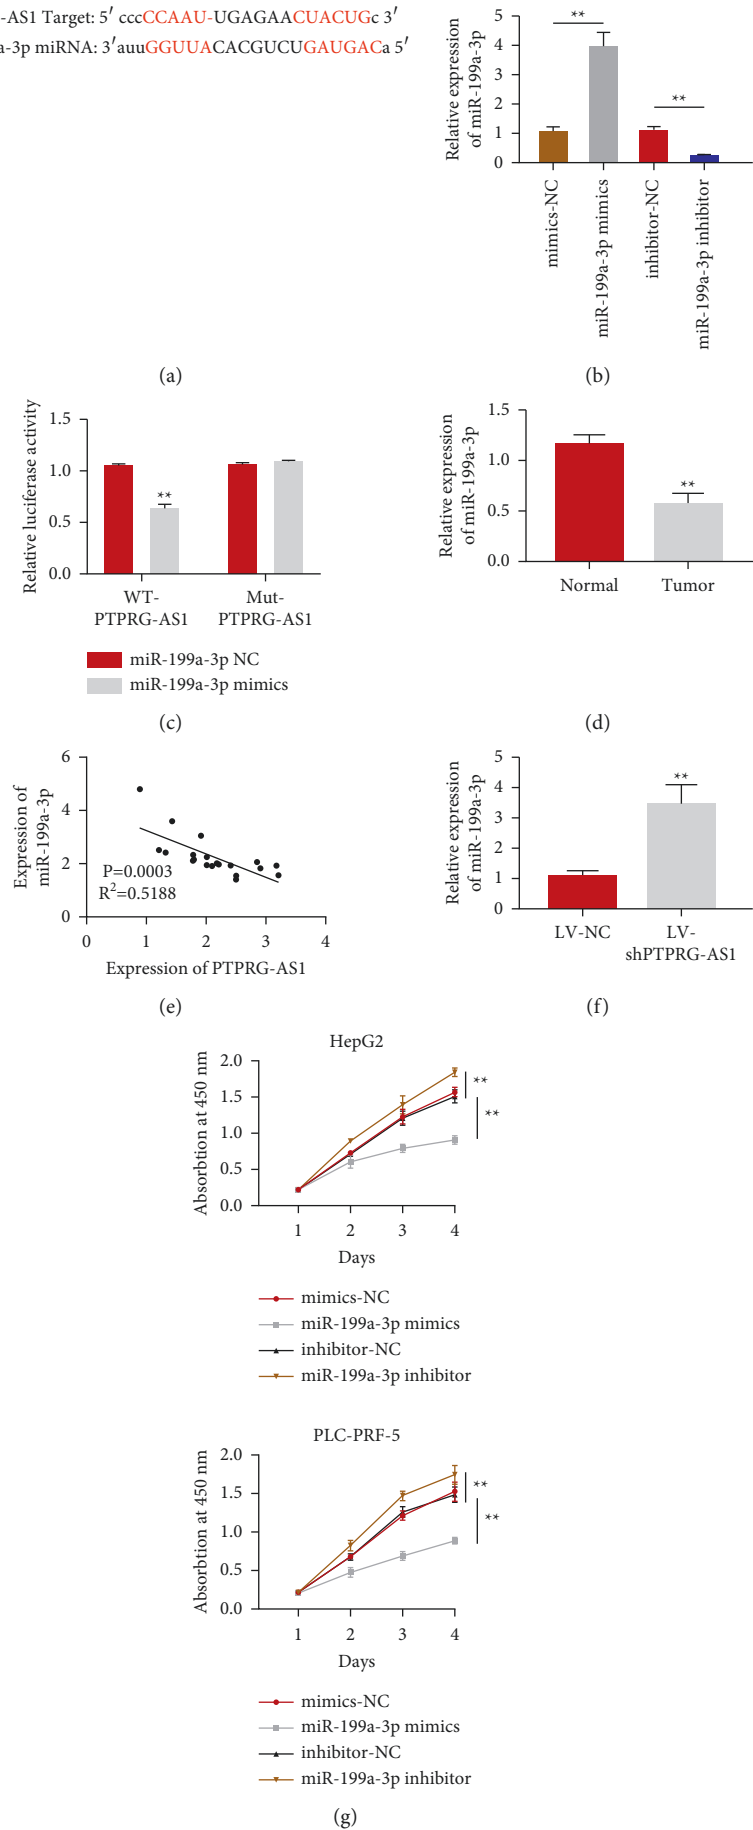 -AS1 Target: 5′ cccCCAAU-UGAGAACUACUGc 3′
a-3p miRNA: 3′auuGGUUACACGUCUGAUGACa 5′
(a)
Relative expression
of miR-199a-3p
5
4
3
2
1
0
**
**
mimics-NC
miR-199a-3p mimics
inhibitor-NC
miR-199a-3p inhibitor
(b)
Relative luciferase activity
1.5
1.0
0.5
0.0
**
WT-
PTPRG-AS1
Mut-
PTPRG-AS1
miR-199a-3p NC
miR-199a-3p mimics
(c)
Relative expression
of miR-199a-3p
1.5
1.0
0.5
0.0
**
Normal
Tumor
(d)
Expression of
miR-199a-3p
6
4
2
0
P=0.0003
R2=0.5188
0 1 2 3 4
Expression of PTPRG-AS1
(e)
Relative expression
of miR-199a-3p
5
4
3
2
1
0
**
LV-NC
LV-
shPTPRG-AS1
(f)
HepG2
Absorbtion at 450 nm
2.0
1.5
1.0
0.5
0.0
**
**
1 2 3 4
Days
mimics-NC
miR-199a-3p mimics
inhibitor-NC
miR-199a-3p inhibitor
PLC-PRF-5
Absorbtion at 450 nm
2.0
1.5
1.0
0.5
0.0
**
**
1 2 3 4
Days
mimics-NC
miR-199a-3p mimics
inhibitor-NC
miR-199a-3p inhibitor
(g)